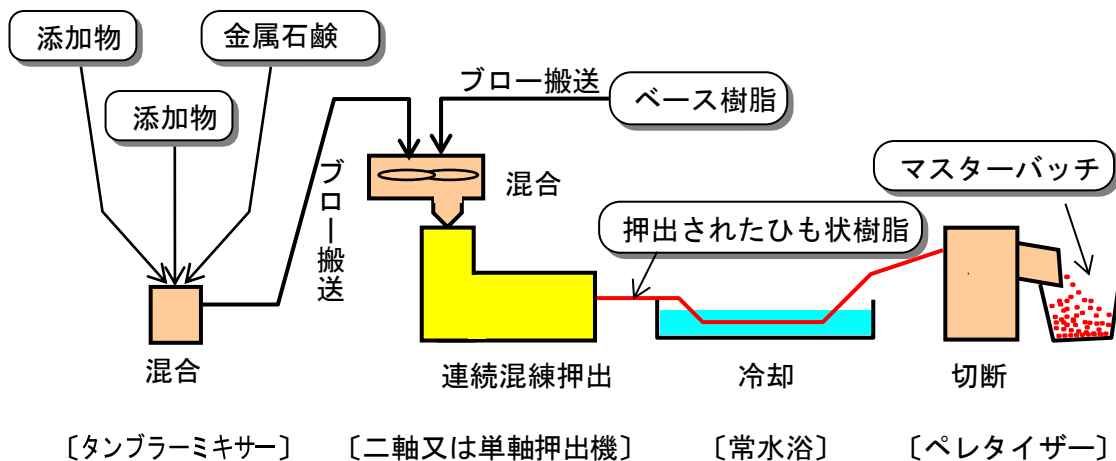 添加物
金属石鹸
添加物
ブロー搬送
ベース樹脂
ブロー搬送
混合
マスターバッチ
押出されたひも状樹脂
混合
連続混練押出
冷却
切断
〔タンブラーミキサー〕
〔二軸又は単軸押出機〕
〔常水浴〕
〔ペレタイザー〕